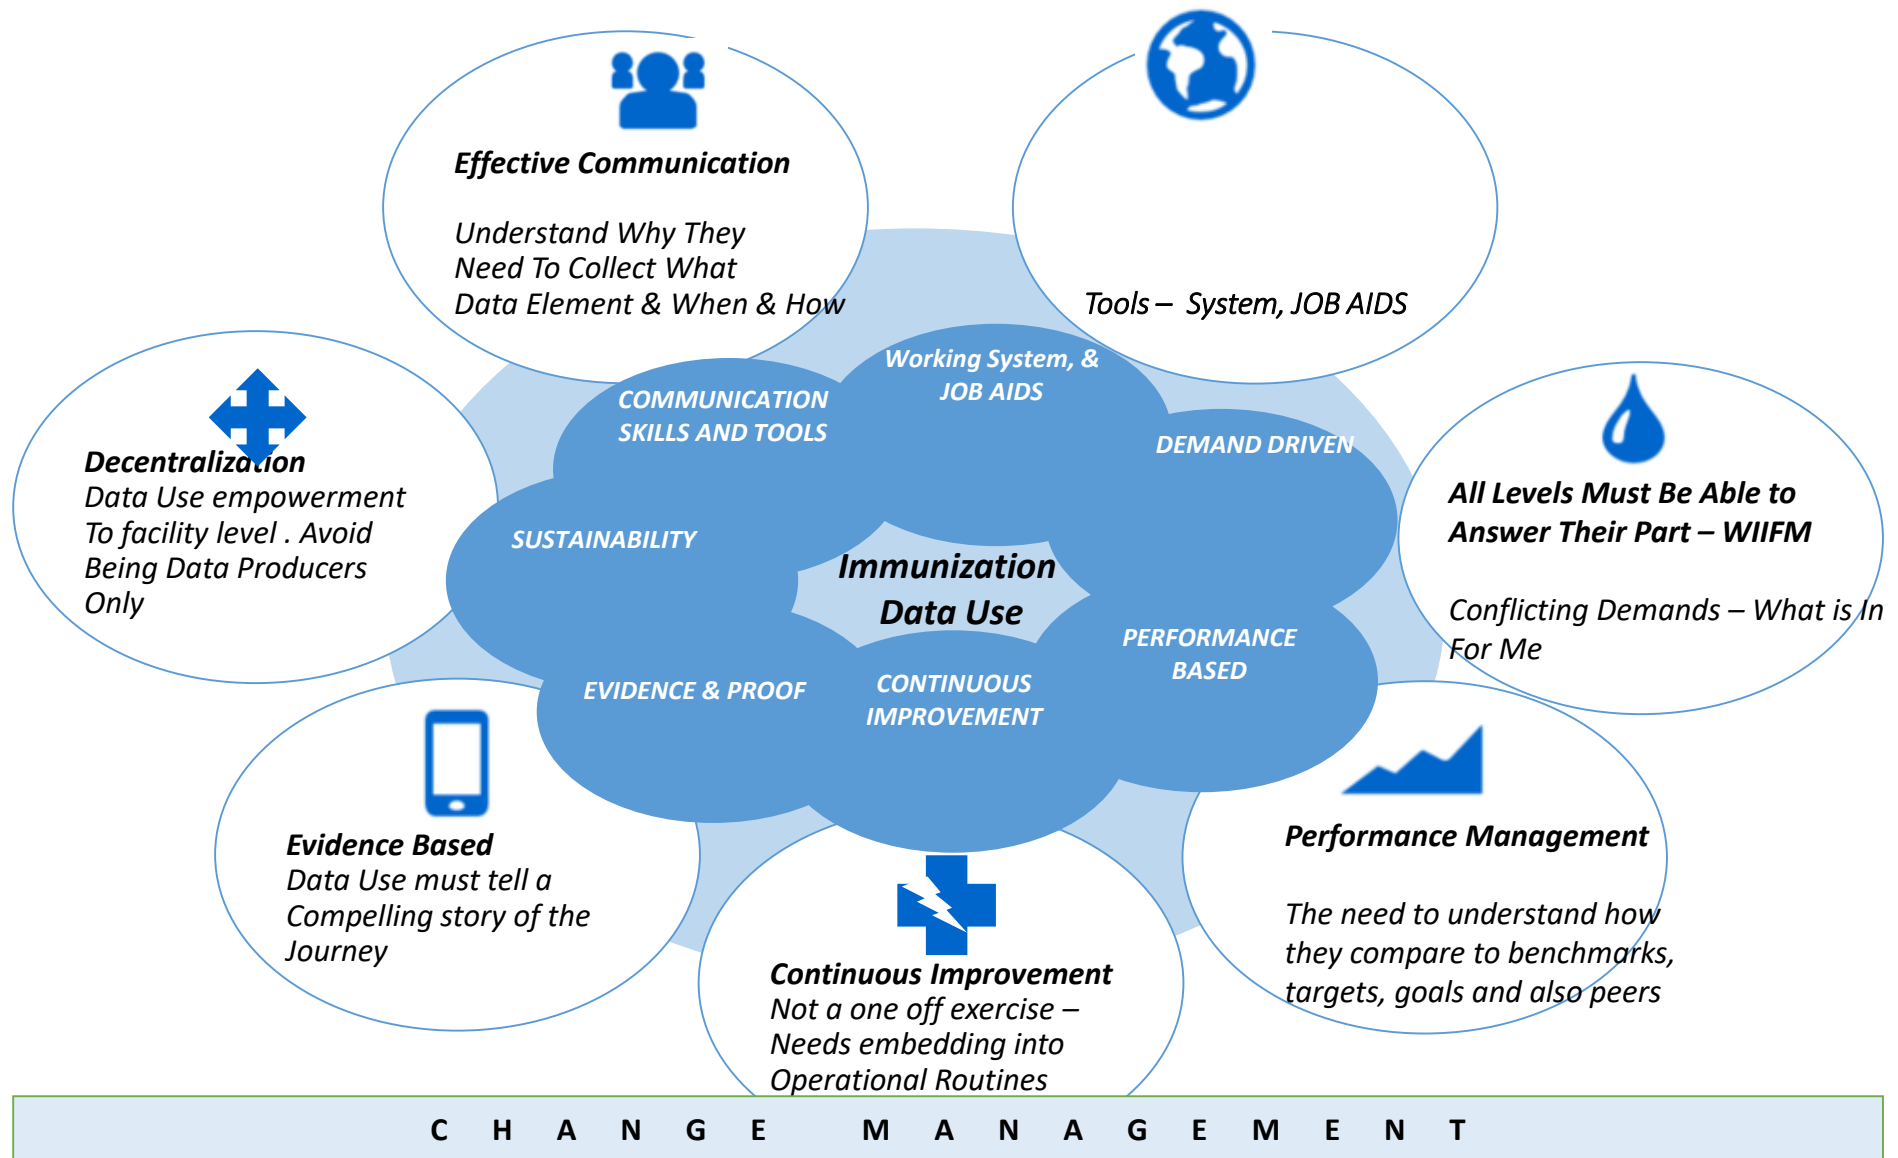 Effective Communication
Understand Why They
Need To Collect What
Data Element & When & How
Tools – System, JOB AIDS
Working System, &
JOB AIDS
COMMUNICATION
SKILLS AND TOOLS
DEMAND DRIVEN
Decentralization
Data Use empowerment
To facility level . Avoid
Being Data Producers
Only
All Levels Must Be Able to
Answer Their Part – WIIFM
Conflicting Demands – What is In
For Me
SUSTAINABILITY
Immunization
Data Use
PERFORMANCE
BASED
EVIDENCE & PROOF
CONTINUOUS
IMPROVEMENT
Evidence Based
Data Use must tell a
Compelling story of the
Journey
Performance Management
The need to understand how
they compare to benchmarks,
targets, goals and also peers
Continuous Improvement
Not a one off exercise –
Needs embedding into
Operational Routines
CHANGE MANAGEMENT